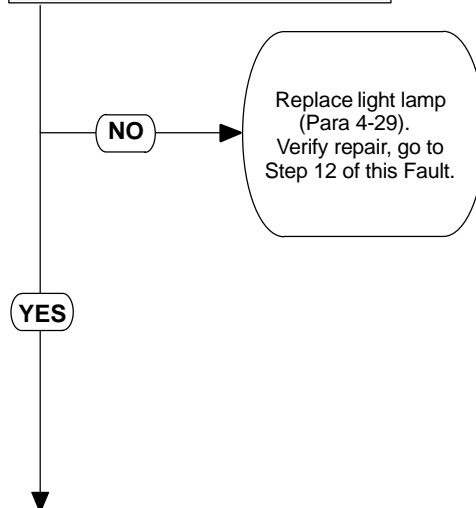 NO
Replace light lamp
(Para 4-29).
Verify repair, go to
Step 12 of this Fault.
YES